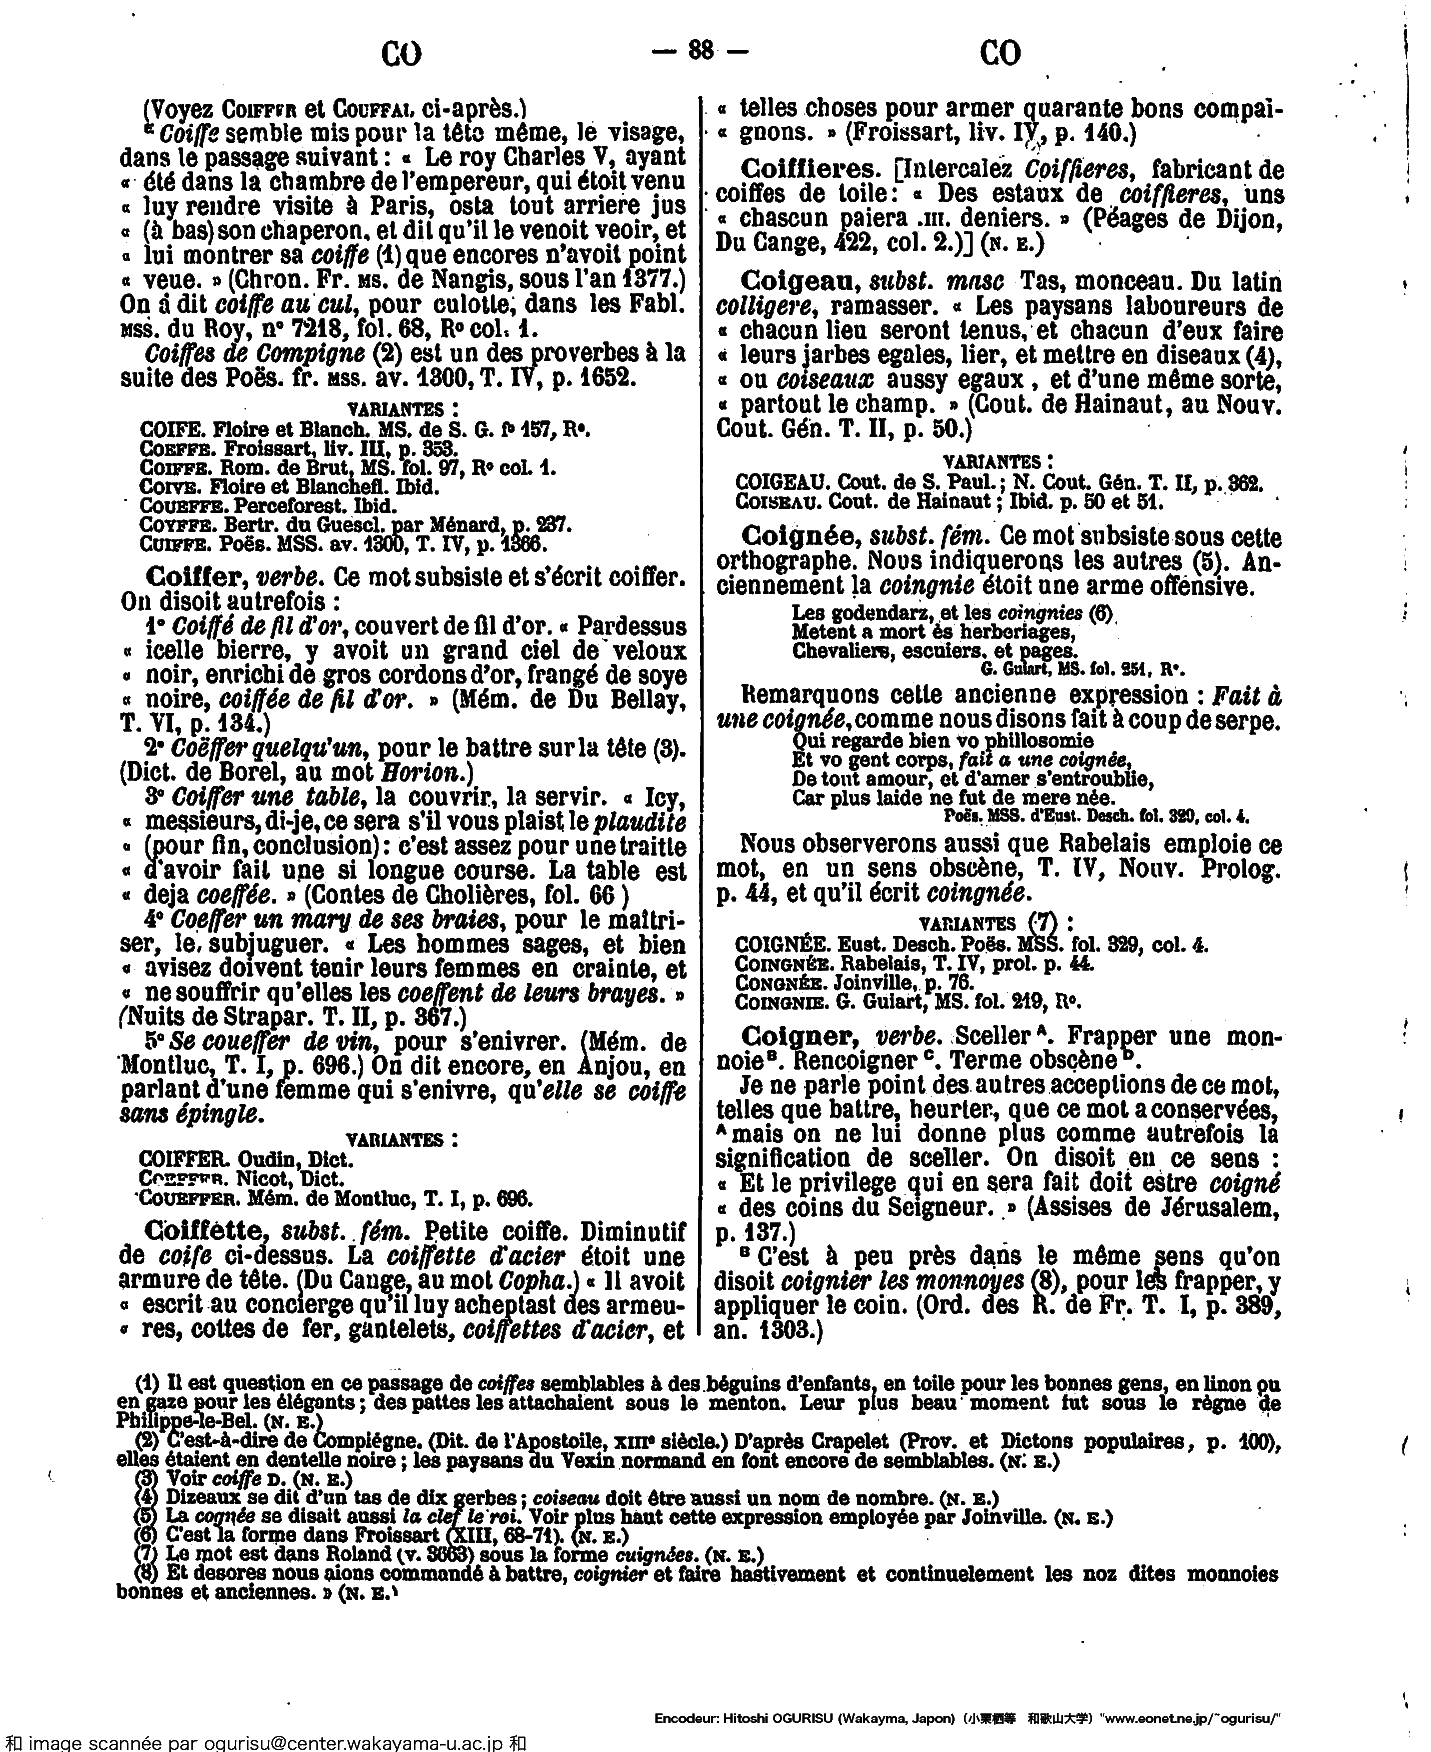 CO
— 88 —
CO
(Voyez COIFFER et COUFFAL ci-après.)
E Coiffe semble mis pour la tête même, le visage,
dans le passage suivant : « Le roy Charles V, ayant
« été dans la chambre de l'empereur, qui étoit venu
« luy rendre visite à Paris, osta tout arriere jus
« (à bas) son chaperon, et dit qu'il le venoit veoir, et
« lui montrer sa coiffe (1) que encores n'avoit point
« veue. » (Chron. Fr. MS. de Nangis, sous l'an 1377.)
On a dit coiffe au cul, pour culotte, dans les Fabl.
MSS. du Roy, n° 7218, fol. 68, R° col. 1.
Coiffes de Compigne (2) est un des proverbes à la
suite des Poës. fr. MSS. av. 1300, T. IV, p. 1652.
VARIANTES :
COIFE. Floire et Blanch. MS. de S. G. f° 157, R°.
COEFFE. Froissart, liv. III, p. 353.
COIFFE. Rom. de Brut, MS. fol. 97, R° col. 1.
COIVE. Floire et Blanchefl. Ibid.
COUEFFE. Perceforest. Ibid.
COYFFE. Bertr. du Guescl. par Ménard, p. 237.
CUIFFE. Poës. MSS. av. 1300, T. IV, p. 1366.
Coiffer, verbe. Ce mot subsiste et s'écrit coiffer.
On disoit autrefois :
1° Coiffé de fil d'or, couvert de fil d'or. « Pardessus
« icelle bierre, y avoit un grand ciel de veloux
« noir, enrichi de gros cordons d'or, frangé de soye
« noire, coiffée de fil d'or. » (Mém. de Du Bellay,
T. VI, p. 134.)
2° Coëffer quelqu'un, pour le battre sur la tête (3).
(Dict. de Borel, au mot Horion.)
3° Coiffer une table, la couvrir, la servir. « Icy,
« messieurs, di-je, ce sera s'il vous plaist le plaudite
« (pour fin, conclusion) : c'est assez pour une traitte
« d'avoir fait une si longue course. La table est
« deja coeffée. » (Contes de Cholières, fol. 66 )
4° Coeffer un mary de ses braies, pour le maîtri-
ser, le subjuguer. « Les hommes sages, et bien
« avisez doivent tenir leurs femmes en crainte, et
« ne souffrir qu'elles les coeffent de leurs brayes. »
(Nuits de Strapar. T. II, p. 367.)
5° Se coueffer de vin, pour s'enivrer. (Mém. de
Montluc, T. I, p. 696.) On dit encore, en Anjou, en
parlant d'une femme qui s'enivre, qu'elle se coiffe
sans épingle.
VARIANTES :
COIFFER. Oudin, Dict.
COEFFER. Nicot, Dict.
COUEFFER. Mém. de Montluc, T. I, p. 696.
Coiffette, subst. fém. Petite coiffe. Diminutif
de coife ci-dessus. La coiffette d'acier étoit une
armure de tête. (Du Cange, au mot Copha.) « Il avoit
« escrit au concierge qu'il luy acheptast des armeu-
« res, cottes de fer, gantelets, coiffettes d'acier, et
« telles choses pour armer quarante bons compai-
« gnons. » (Froissart, liv. IV, p. 140.)
Coiffieres. [Intercalez Coiffieres, fabricant de
coiffes de toile : « Des estaux de coiffieres, uns
« chascun paiera .III. deniers. » (Péages de Dijon,
Du Cange, 422, col. 2.)] (N. E.)
Coigeau, subst. masc Tas, monceau. Du latin
colligere, ramasser. « Les paysans laboureurs de
« chacun lieu seront tenus, et chacun d'eux faire
« leurs jarbes egales, lier, et mettre en diseaux (4),
« ou coiseaux aussy egaux , et d'une même sorte,
« partout le champ. » (Cout. de Hainaut, au Nouv.
Cout. Gén. T. II, p. 50.)
VARIANTES :
COIGEAU. Cout. de S. Paul. ; N. Cout. Gén. T. II, p. 362.
COISEAU. Cout. de Hainaut ; Ibid. p. 50 et 51.
Coignée, subst. fém. Ce mot subsiste sous cette
orthographe. Nous indiquerons les autres (5). An-
ciennement la coingnie étoit une arme offensive.
Les godendarz, et les coingnies (6)
Metent a mort és herberiages,
Chevaliers, escuiers, et pages.
G. Guiart, MS. fol. 251, R°.
Remarquons cette ancienne expression : Fait à
une coignée, comme nous disons fait à coup de serpe.
Qui regarde bien vo phillosomie
Et vo gent corps, fait a une coignée,
De tout amour, et d'amer s'entroublie,
Car plus laide ne fut de mere née.
Poës. MSS. d'Eust. Desch. fol. 329, col. 4.
Nous observerons aussi que Rabelais emploie ce
mot, en un sens obscène, T. IV, Nouv. Prolog.
p. 44, et qu'il écrit coingnée.
VARIANTES (7) :
COIGNÉE. Eust. Desch. Poës. MSS. fol. 329, col. 4.
COINGNÉE. Rabelais, T. IV, prol. p. 44.
CONGNÉE. Joinville, p. 76.
COINGNIE. G. Guiart, MS. fol. 219, R°.
Coigner, verbe. Sceller A. Frapper une mon-
noie B. Rencoigner C. Terme obscène D.
Je ne parle point des autres acceptions de ce mot,
telles que battre, heurter, que ce mot a conservées,
A mais on ne lui donne plus comme autrefois la
signification de sceller. On disoit en ce sens :
« Et le privilege qui en sera fait doit estre coigné
« des coins du Seigneur. » (Assises de Jérusalem,
p. 137.)
B C'est à peu près dans le même sens qu'on
disoit coignier les monnoyes (8), pour les frapper, y
appliquer le coin. (Ord. des R. de Fr. T. I, p. 389,
an. 1303.)
(1) Il est question en ce passage de coiffes semblables à des béguins d'enfants, en toile pour les bonnes gens, en linon ou
en gaze pour les élégants ; des pattes les attachaient sous le menton. Leur plus beau moment fut sous le règne de
Philippe-le-Bel. (N. E.)
(2) C'est-à-dire de Compiégne. (Dit. de l'Apostoile, XIIIe siècle.) D'après Crapelet (Prov. et Dictons populaires, p. 100),
elles étaient en dentelle noire ; les paysans du Vexin normand en font encore de semblables. (N. E.)
(3) Voir coiffe D. (N. E.)
(4) Dizeaux se dit d'un tas de dix gerbes ; coiseau doit être aussi un nom de nombre. (N. E.)
(5) La cognée se disait aussi la clef le roi. Voir plus haut cette expression employée par Joinville. (N. E.)
(6) C'est la forme dans Froissart (XIII, 68-71). (N. E.)
(7) Le mot est dans Roland (v. 3663) sous la forme cuignées. (N. E.)
(8) Et desores nous aions commandé à battre, coignier et faire hastivement et continuelement les noz dites monnoies
bonnes et anciennes. » (N. E.)
Encodeur: Hitoshi OGURISU (Wakayma, Japon) (小栗栖等 和歌山大学) "www.eonet.ne.jp/~ogurisu/"
和 image scannée par ogurisu@center.wakayama-u.ac.jp 和